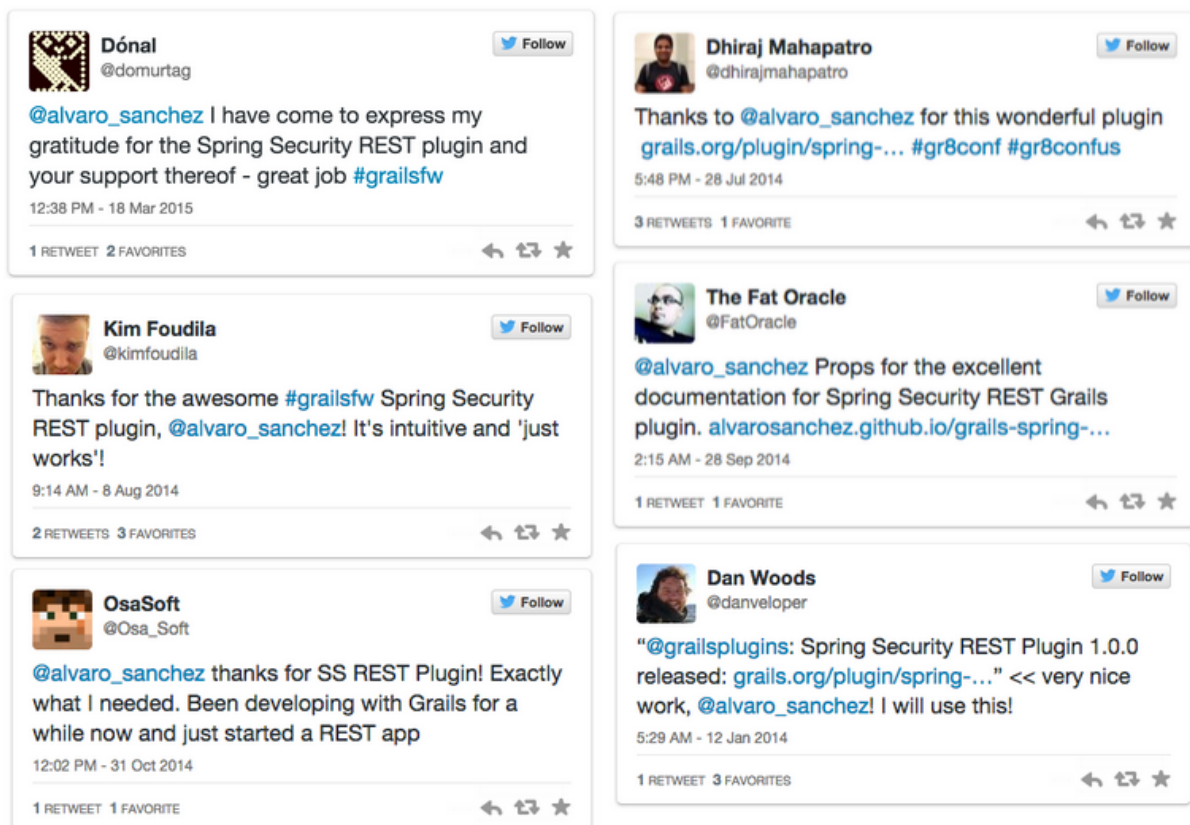 Dónal
Follow
@domurtag
@alvaro_sanchez I have come to express my
gratitude for the Spring Security REST plugin and
your support thereof - great job #grailsfw
12:38 PM - 18 Mar 2015
1 RETWEET 2 FAVORITES
Kim Foudila
Follow
@kimfoudila
Thanks for the awesome #grailsfw Spring Security
REST plugin, @alvaro_sanchez! It's intuitive and 'just
works'!
9:14 AM - 8 Aug 2014
2 RETWEETS 3 FAVORITES
OsaSoft
Follow
@Osa_Soft
@alvaro_sanchez thanks for SS REST Plugin! Exactly
what I needed. Been developing with Grails for a
while now and just started a REST app
12:02 PM - 31 Oct 2014
1 RETWEET 1 FAVORITE
Dhiraj Mahapatro
Follow
@dhirajmahapatro
Thanks to @alvaro_sanchez for this wonderful plugin
grails.org/plugin/spring-... #gr8conf #gr8confus
5:48 PM - 28 Jul 2014
3 RETWEETS 1 FAVORITE
The Fat Oracle
Follow
@FatOracle
@alvaro_sanchez Props for the excellent
documentation for Spring Security REST Grails
plugin. alvarosanchez.github.io/grails-spring-...
2:15 AM - 28 Sep 2014
1 RETWEET 1 FAVORITE
Dan Woods
Follow
@danveloper
“@grailsplugins: Spring Security REST Plugin 1.0.0
released: grails.org/plugin/spring-...” << very nice
work, @alvaro_sanchez! I will use this!
5:29 AM - 12 Jan 2014
1 RETWEET 3 FAVORITES